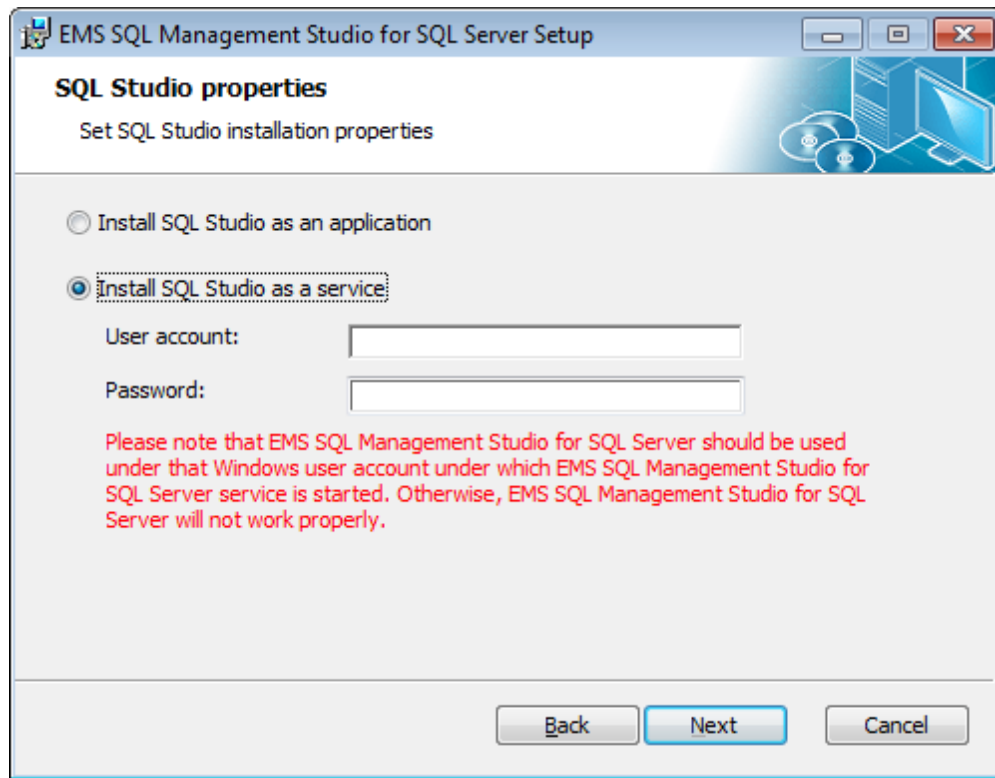 EMS SQL Management Studio for SQL Server Setup
SQL Studio properties
Set SQL Studio installation properties
Install SQL Studio as an application
Install SQL Studio as a service
User account:
Password:
Please note that EMS SQL Management Studio for SQL Server should be used
under that Windows user account under which EMS SQL Management Studio for
SQL Server service is started. Otherwise, EMS SQL Management Studio for SQL
Server will not work properly.
Back Next Cancel